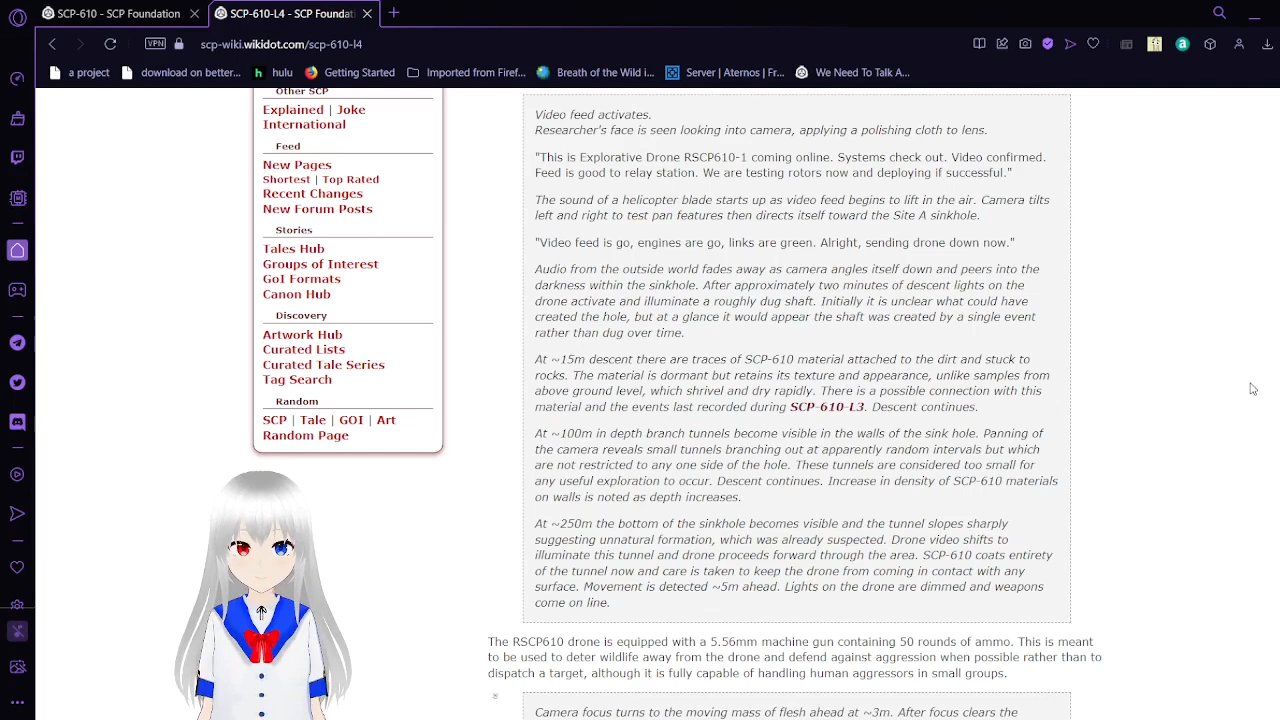 SCP-610 - SCP Foundation
SCP-610-L4 - SCP Foundati
VPN
scp-wiki.wikidot.com/scp-610-l4
a project
download on better...
hulu
Getting Started
Imported from Firef...
Breath of the Wild i...
Server | Aternos | Fr...
We Need To Talk A...
Other SCP
Explained | Joke
International
Feed
New Pages
Shortest | Top Rated
Recent Changes
New Forum Posts
Stories
Tales Hub
Groups of Interest
GoI Formats
Canon Hub
Discovery
Artwork Hub
Curated Lists
Curated Tale Series
Tag Search
Random
SCP | Tale | GOI | Art
Random Page
Video feed activates.
Researcher's face is seen looking into camera, applying a polishing cloth to lens.
"This is Explorative Drone RSCP610-1 coming online. Systems check out. Video confirmed.
Feed is good to relay station. We are testing rotors now and deploying if successful."
The sound of a helicopter blade starts up as video feed begins to lift in the air. Camera tilts
left and right to test pan features then directs itself toward the Site A sinkhole.
"Video feed is go, engines are go, links are green. Alright, sending drone down now."
Audio from the outside world fades away as camera angles itself down and peers into the
darkness within the sinkhole. After approximately two minutes of descent lights on the
drone activate and illuminate a roughly dug shaft. Initially it is unclear what could have
created the hole, but at a glance it would appear the shaft was created by a single event
rather than dug over time.
At ~15m descent there are traces of SCP-610 material attached to the dirt and stuck to
rocks. The material is dormant but retains its texture and appearance, unlike samples from
above ground level, which shrivel and dry rapidly. There is a possible connection with this
material and the events last recorded during SCP-610-L3. Descent continues.
At ~100m in depth branch tunnels become visible in the walls of the sink hole. Panning of
the camera reveals small tunnels branching out at apparently random intervals but which
are not restricted to any one side of the hole. These tunnels are considered too small for
any useful exploration to occur. Descent continues. Increase in density of SCP-610 materials
on walls is noted as depth increases.
At ~250m the bottom of the sinkhole becomes visible and the tunnel slopes sharply
suggesting unnatural formation, which was already suspected. Drone video shifts to
illuminate this tunnel and drone proceeds forward through the area. SCP-610 coats entirety
of the tunnel now and care is taken to keep the drone from coming in contact with any
surface. Movement is detected ~5m ahead. Lights on the drone are dimmed and weapons
come on line.
The RSCP610 drone is equipped with a 5.56mm machine gun containing 50 rounds of ammo. This is meant
to be used to deter wildlife away from the drone and defend against aggression when possible rather than to
dispatch a target, although it is fully capable of handling human aggressors in small groups.
Camera focus turns to the moving mass of flesh ahead at ~3m. After focus clears the